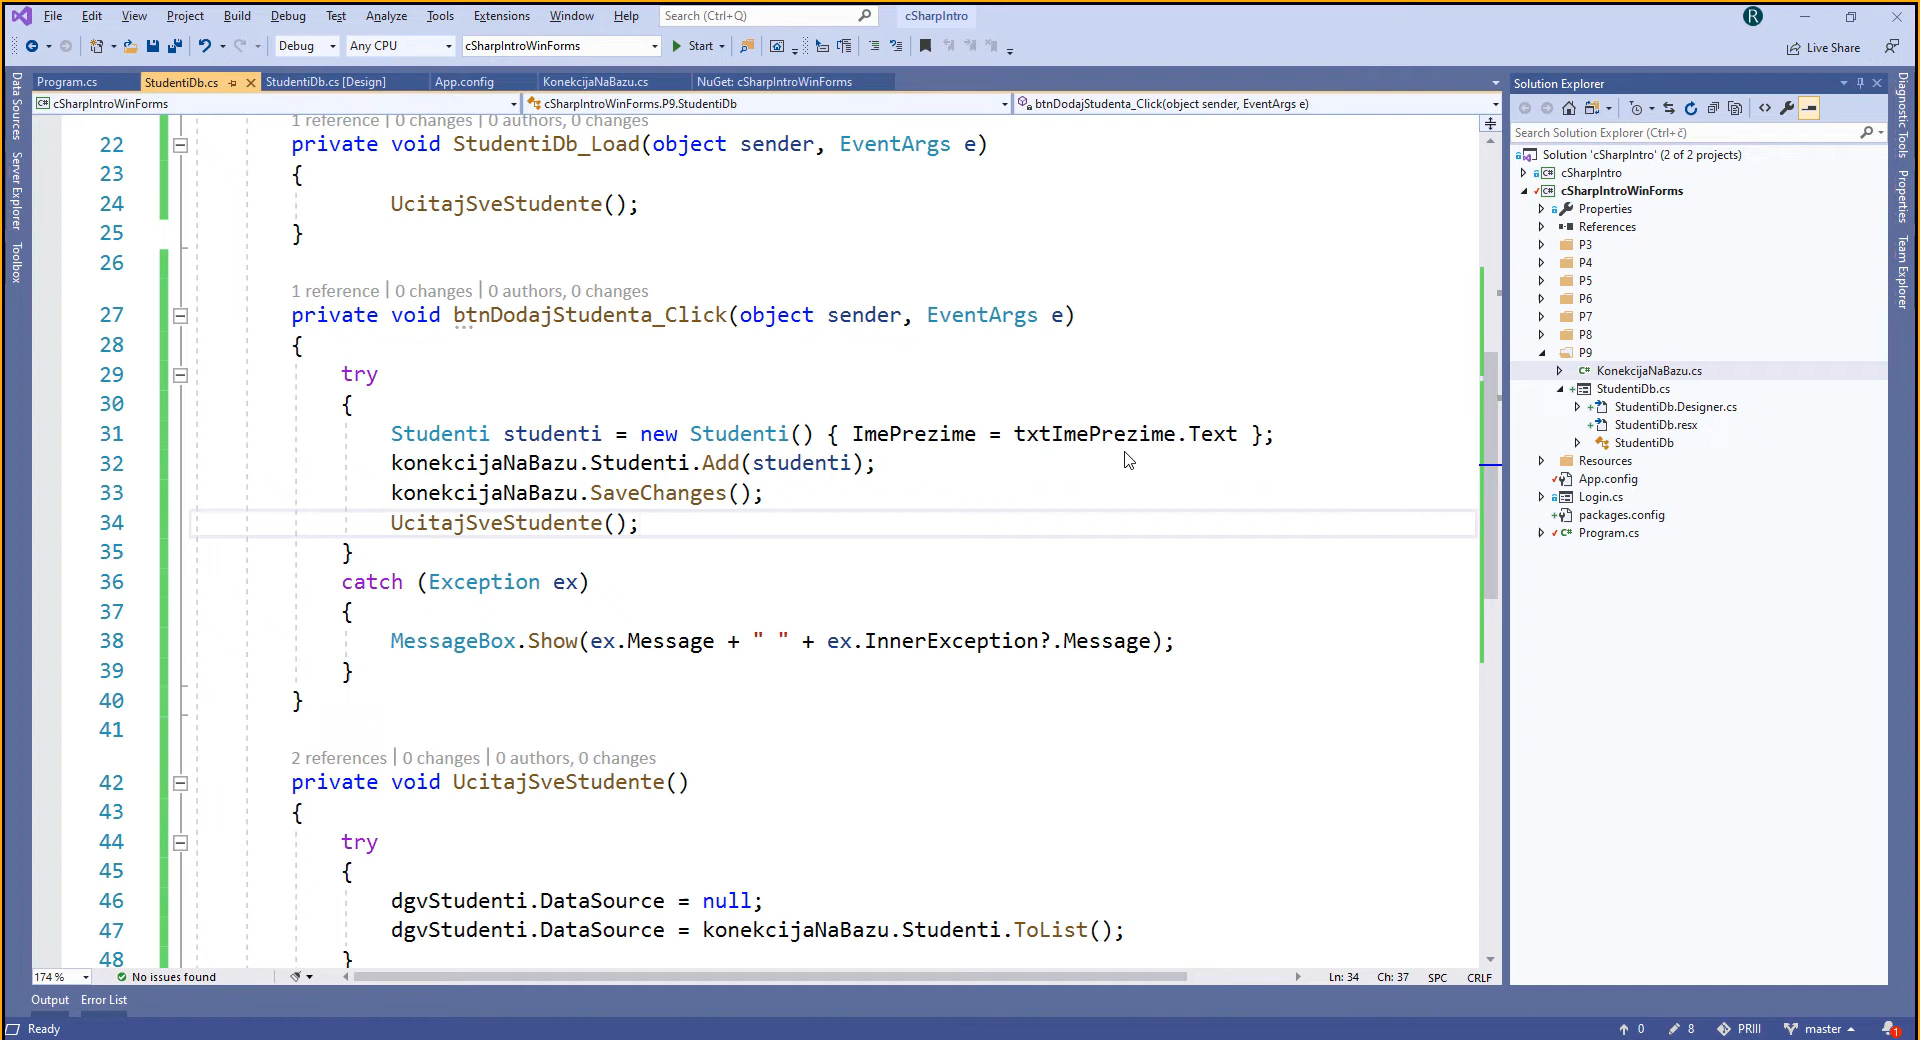 File Edit View Project Build Debug Test Analyze Tools Extensions Window Help Search (Ctrl+Q) cSharpIntro R
Debug Any CPU cSharpIntroWinForms Start Live Share
Program.cs StudentiDb.cs StudentiDb.cs [Design] App.config KonekcijaNaBazu.cs NuGet: cSharpIntroWinForms
cSharpIntroWinForms cSharpIntroWinForms.P9.StudentiDb btnDodajStudenta_Click(object sender, EventArgs e)
Data Sources
Server Explorer
Toolbox
1 reference | 0 changes | 0 authors, 0 changes
22 private void StudentiDb_Load(object sender, EventArgs e)
23 {
24 UcitajSveStudente();
25 }
26
1 reference | 0 changes | 0 authors, 0 changes
27 private void btnDodajStudenta_Click(object sender, EventArgs e)
28 {
29 try
30 {
31 Studenti studenti = new Studenti() { ImePrezime = txtImePrezime.Text };
32 konekcijaNaBazu.Studenti.Add(studenti);
33 konekcijaNaBazu.SaveChanges();
34 UcitajSveStudente();
35 }
36 catch (Exception ex)
37 {
38 MessageBox.Show(ex.Message + " " + ex.InnerException?.Message);
39 }
40 }
41
2 references | 0 changes | 0 authors, 0 changes
42 private void UcitajSveStudente()
43 {
44 try
45 {
46 dgvStudenti.DataSource = null;
47 dgvStudenti.DataSource = konekcijaNaBazu.Studenti.ToList();
48 }
174 % No issues found Ln: 34 Ch: 37 SPC CRLF
Solution Explorer
Search Solution Explorer (Ctrl+č)
Solution 'cSharpIntro' (2 of 2 projects)
cSharpIntro
cSharpIntroWinForms
Properties
References
P3
P4
P5
P6
P7
P8
P9
KonekcijaNaBazu.cs
StudentiDb.cs
StudentiDb.Designer.cs
StudentiDb.resx
StudentiDb
Resources
App.config
Login.cs
packages.config
Program.cs
Diagnostic Tools
Properties
Team Explorer
Output Error List
Ready 0 8 PRIII master 1